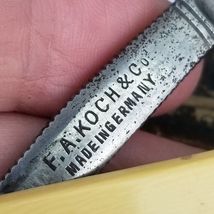 F. A. KOCH & Co
MADE IN GERMANY